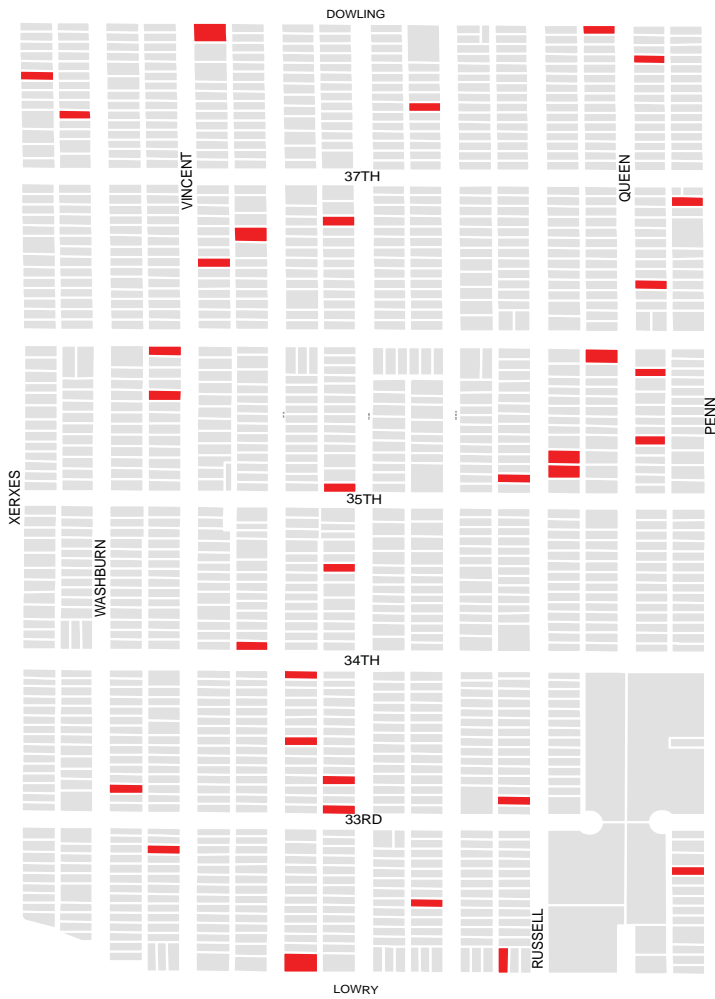 DOWLING
VINCENT
37TH
QUEEN
PENN
XERXES
35TH
WASHBURN
34TH
33RD
RUSSELL
LOWRY